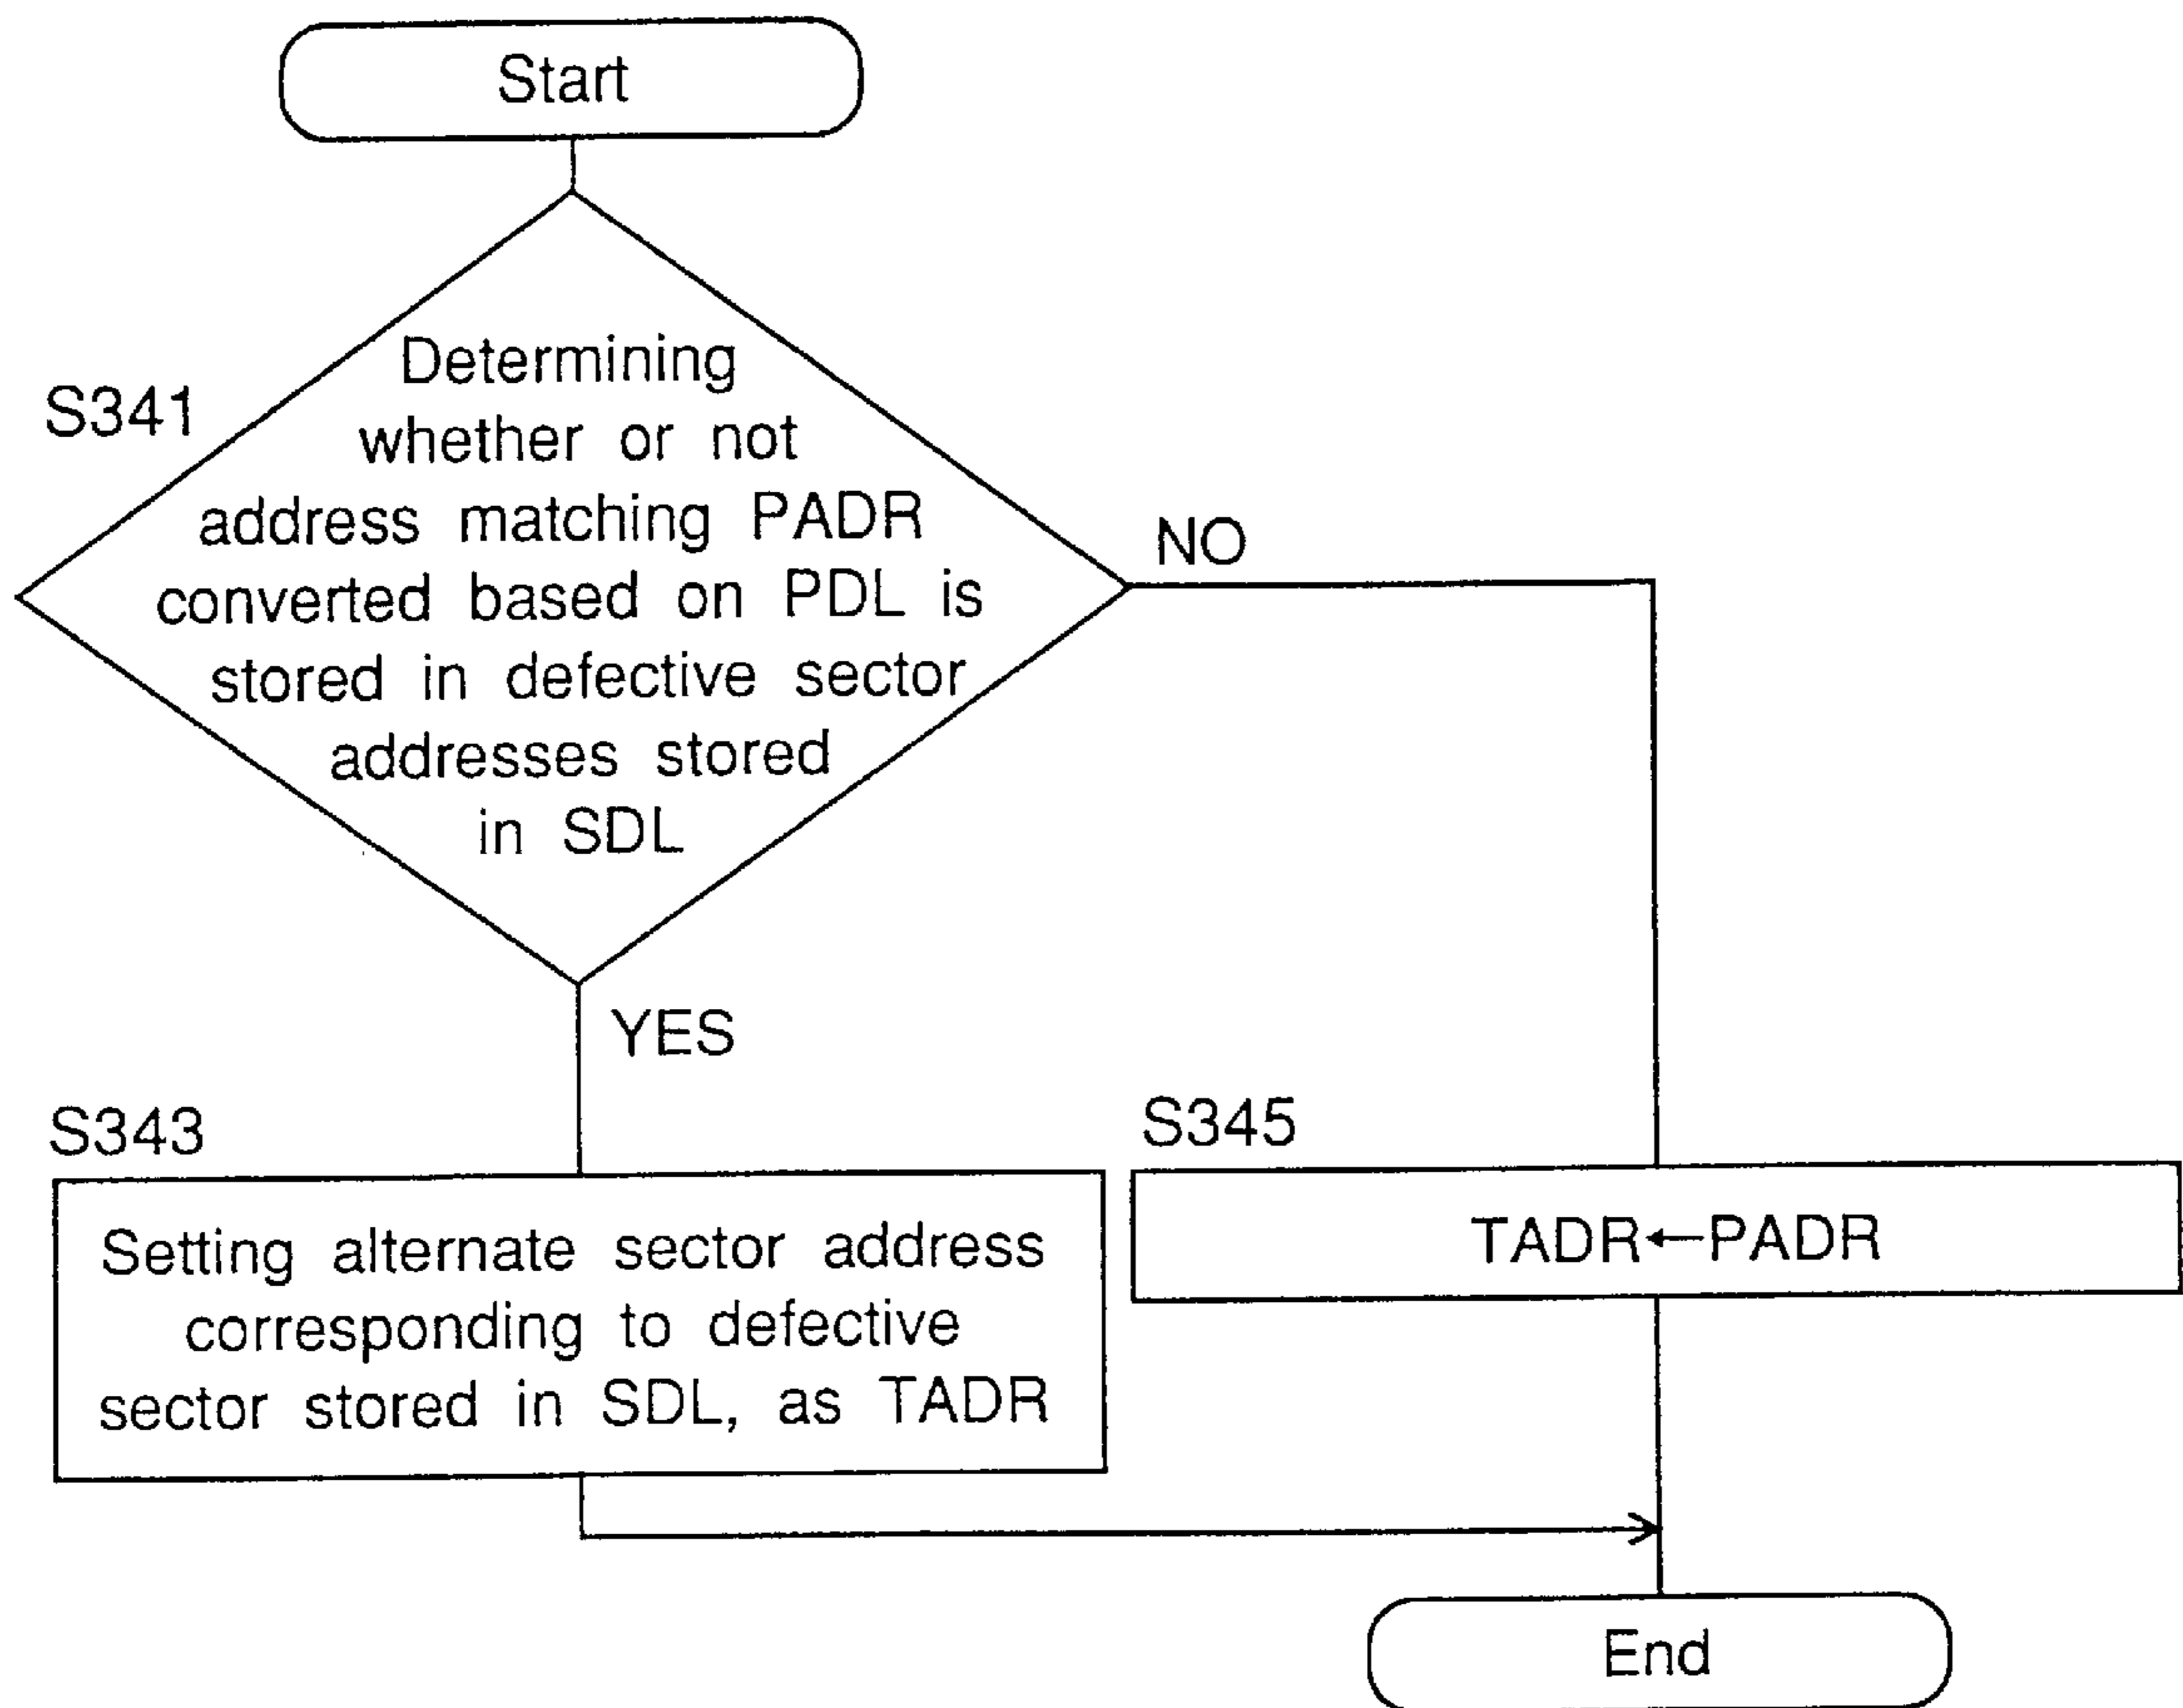 Start
S341
Determining
whether or not
address matching PADR
converted based on PDL is
stored in defective sector
addresses stored
in SDL
NO
YES
S343
Setting alternate sector address
corresponding to defective
sector stored in SDL, as TADR
S345
TADR←PADR
End